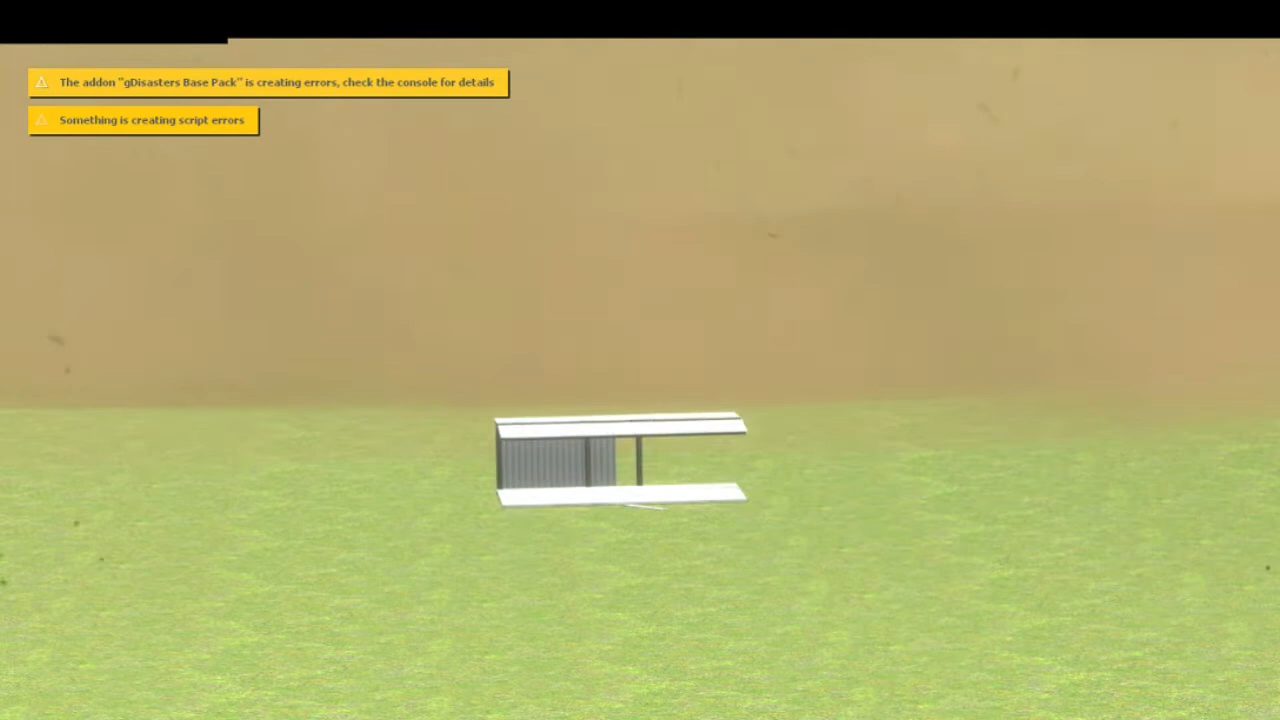 The addon "gDisasters Base Pack" is creating errors, check the console for details
Something is creating script errors